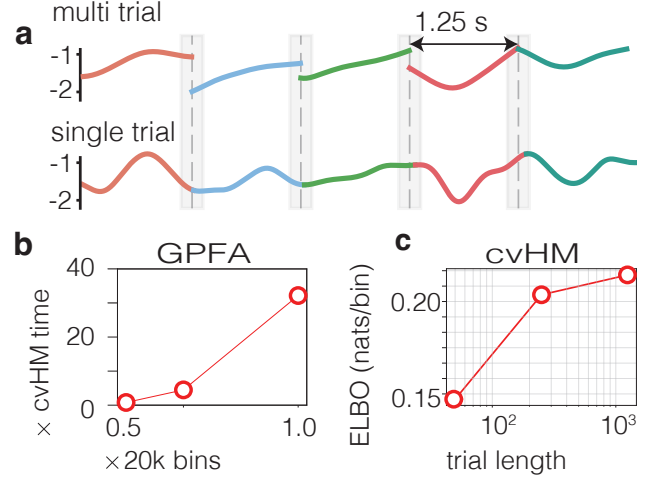 multi trial
a
1.25 s
-1
-2
single trial
-1
-2
b
GPFA
× cvHM time
40
30
0
0.5
1.0
×20k bins
c
cvHM
ELBO (nats/bin)
0.20
0.15
10²
10³
trial length